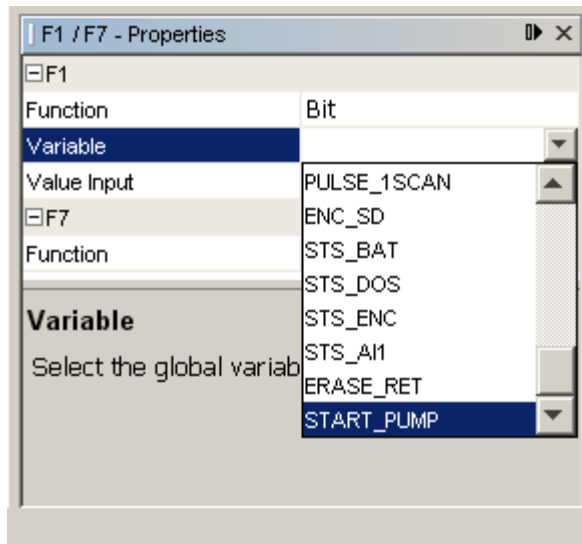 F1 / F7 - Properties
F1
Function Bit
Variable
Value Input PULSE_1SCAN
F7 ENC_SD
Function STS_BAT
STS_DOS
Variable STS_ENC
Select the global variab STS_AI1
ERASE_RET
START_PUMP